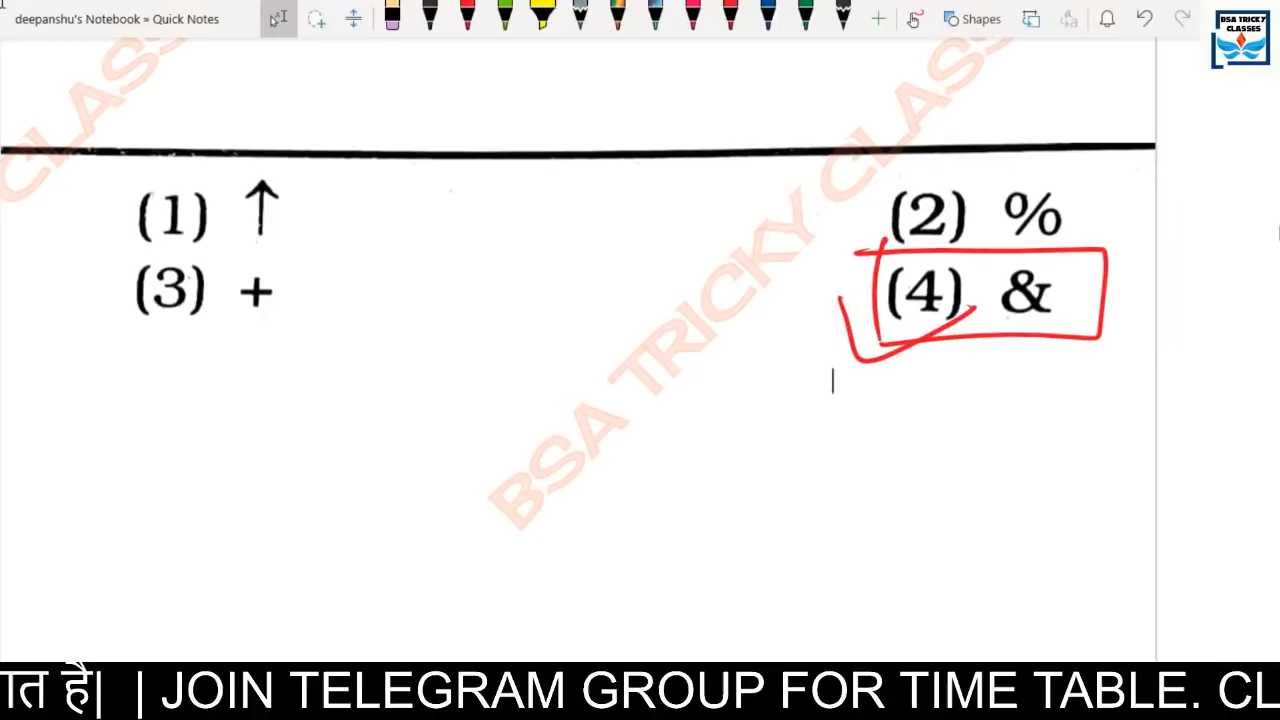 deepanshu's Notebook » Quick Notes
Shapes
BSA TRICKY
CLASSES
BSA TRICKY CLASS
(1) ↑ (2) %
(3) + (4) &
ात है| | JOIN TELEGRAM GROUP FOR TIME TABLE. CL